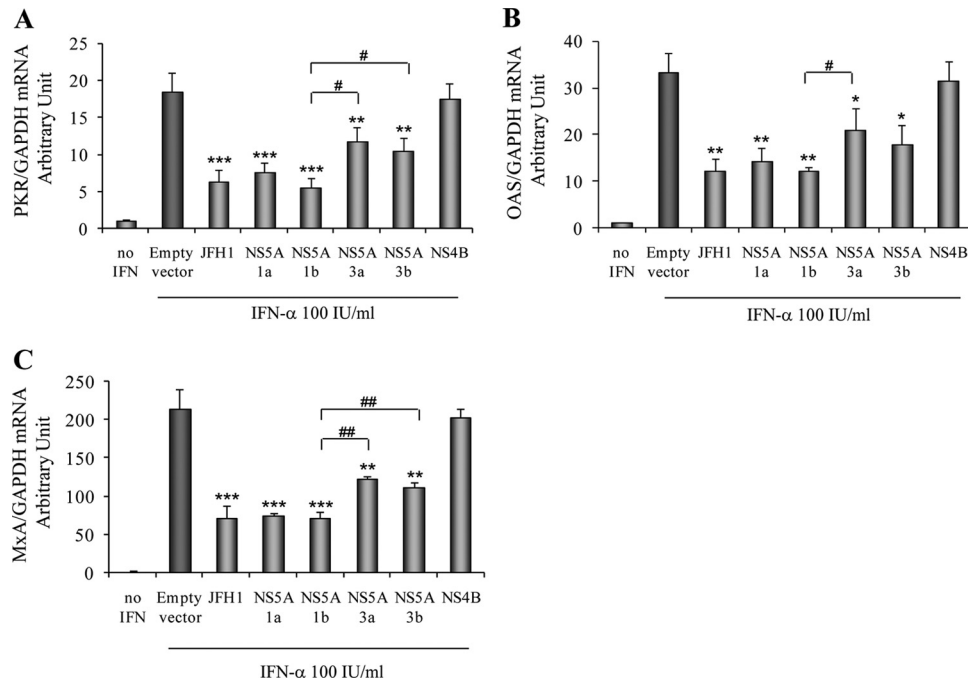 A
PKR/GAPDH mRNA
Arbitrary Unit
25
20
15
10
5
0
#
#
***
***
***
**
**
no IFN
Empty vector
JFH1
NS5A 1a
NS5A 1b
NS5A 3a
NS5A 3b
NS4B
IFN-α 100 IU/ml
B
OAS/GAPDH mRNA
Arbitrary Unit
40
30
20
10
0
#
**
**
**
*
*
no IFN
Empty vector
JFH1
NS5A 1a
NS5A 1b
NS5A 3a
NS5A 3b
NS4B
IFN-α 100 IU/ml
C
MxA/GAPDH mRNA
Arbitrary Unit
250
200
150
100
50
0
##
##
***
***
***
**
**
no IFN
Empty vector
JFH1
NS5A 1a
NS5A 1b
NS5A 3a
NS5A 3b
NS4B
IFN-α 100 IU/ml